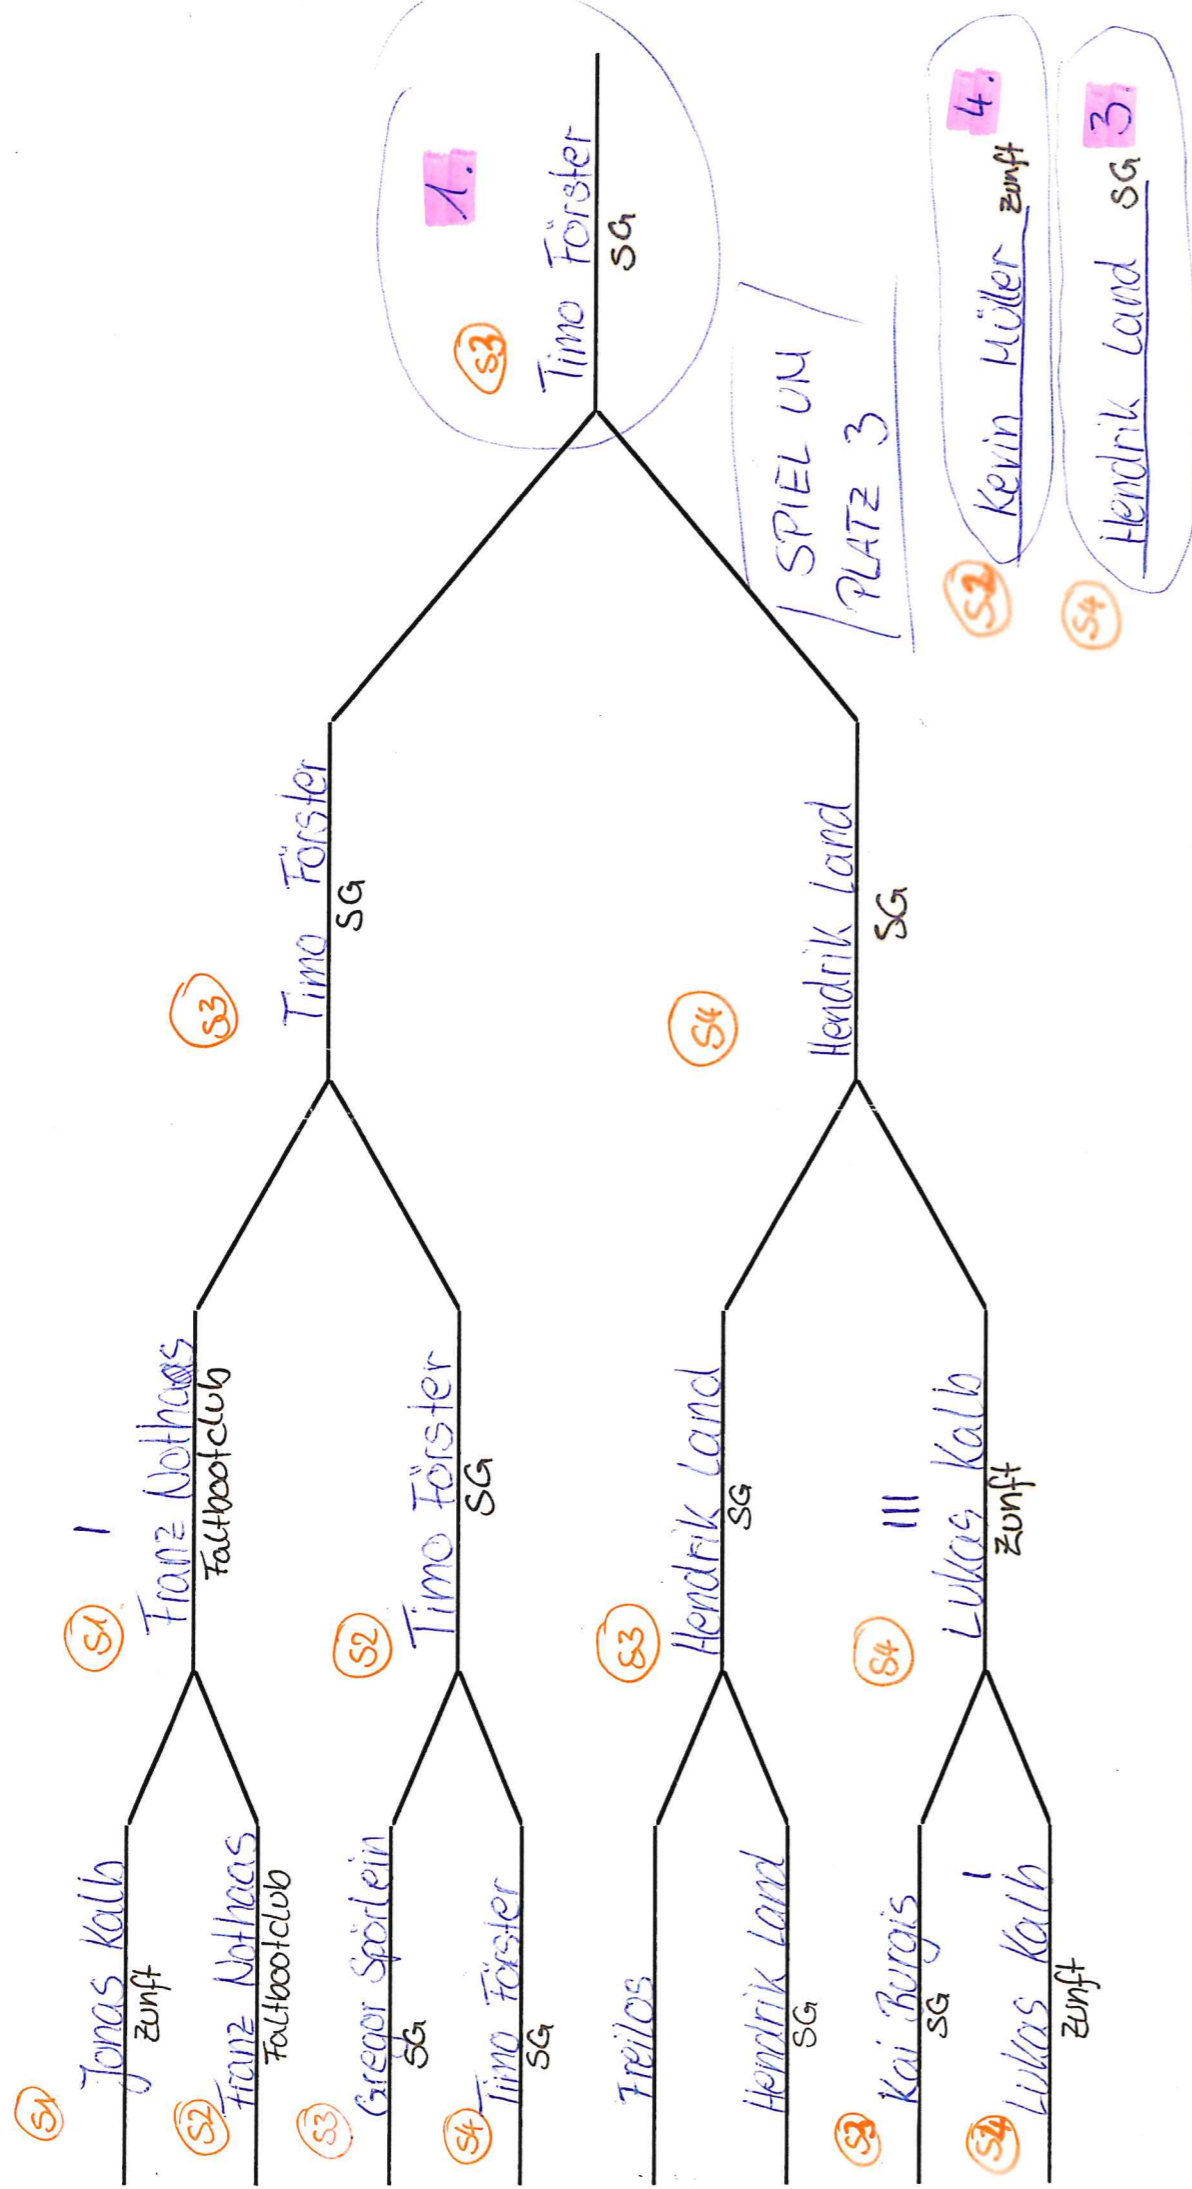 S1
Jonas Kalb
Zunft
S2
Franz Nothaas
Faltbootclub
S3
Gregor Spörlein
SG
S4
Timo Förster
SG
Freilos
Hendrik Land
SG
S3
Kai Burgis
SG
I
Lukas Kalb
Zunft
S1
I
Franz Nothaas
Faltbootclub
S2
Timo Förster
SG
S3
Hendrik Land
SG
S4
III
Lukas Kalb
Zunft
S3
Timo Förster
SG
S4
Hendrik Land
SG
1.
S3
Timo Förster
SG
SPIEL UM
PLATZ 3
S2
Kevin Müller Zunft 4.
S4
Hendrik Land SG 3.